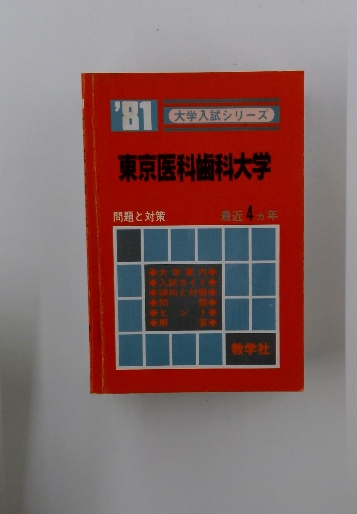 '81
大学入試シリーズ
東京医科歯科大学
問題と対策
最近4ヵ年
◆大学案内◆
◆入試ガイド◆
◆傾向と対策◆
◆問題◆
◆ヒント◆
◆解答◆
教学社